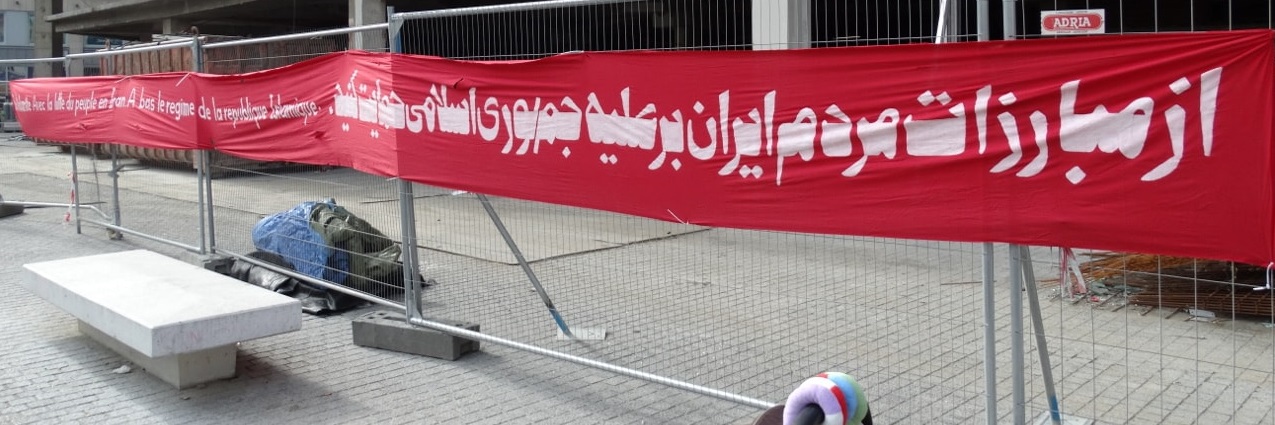 ADRIA
از مبارزات مردم ایران بر علیه جمهوری اسلامی حمایت کنید.
Avec la lutte du peuple en Iran. A bas le regime de la republique Islamique